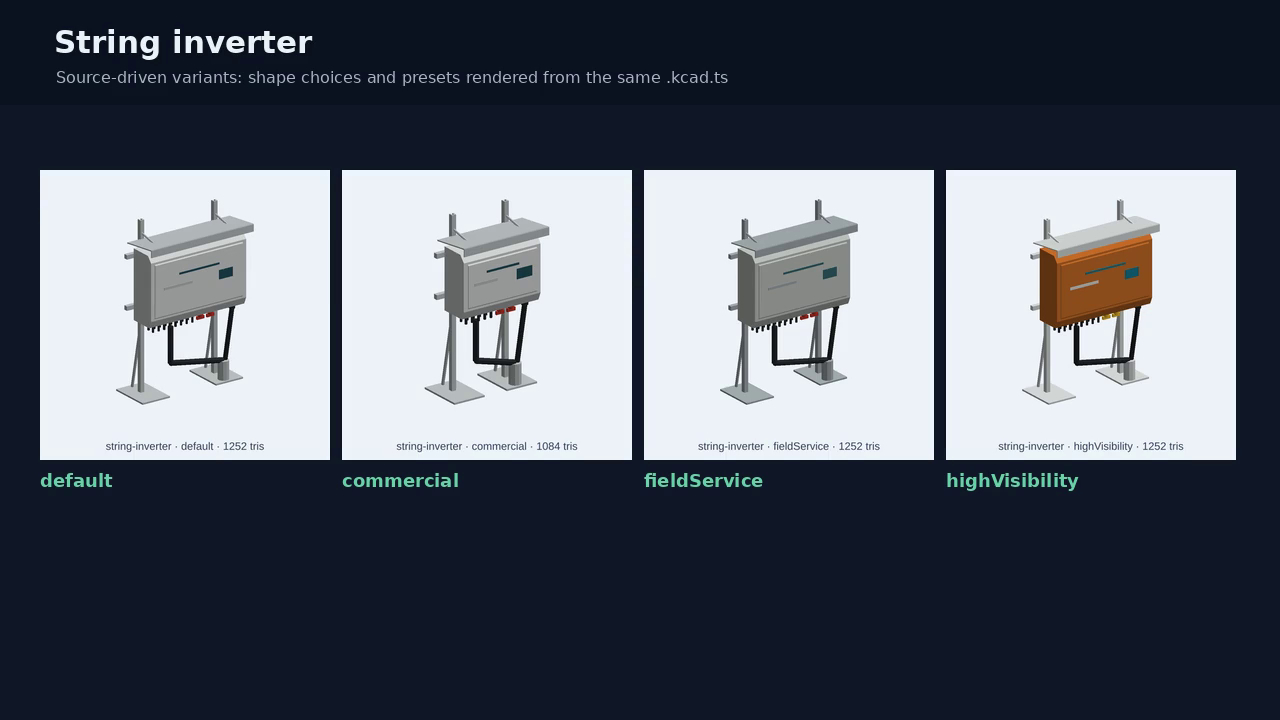 String inverter
Source-driven variants: shape choices and presets rendered from the same .kcad.ts
string-inverter · default · 1252 tris
string-inverter · commercial · 1084 tris
string-inverter · fieldService · 1252 tris
string-inverter · highVisibility · 1252 tris
default
commercial
fieldService
highVisibility